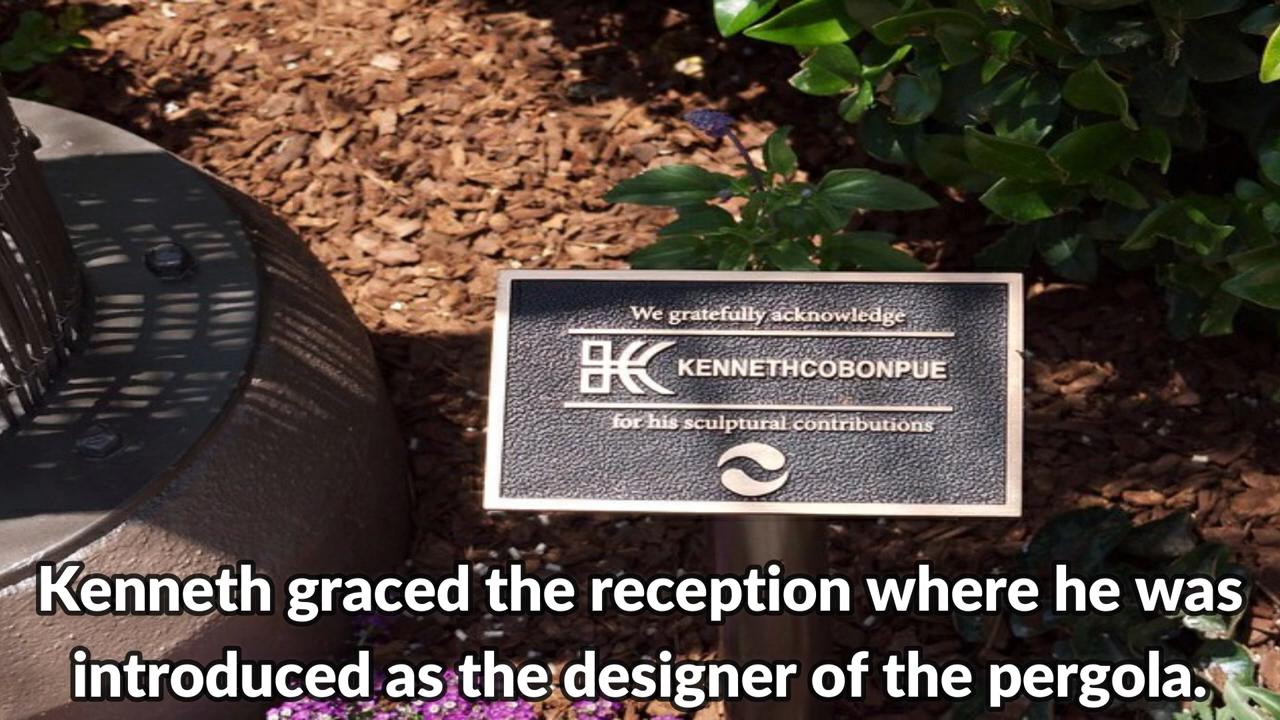 We gratefully acknowledge
KENNETHCOBONPUE
for his sculptural contributions
Kenneth graced the reception where he was
introduced as the designer of the pergola.